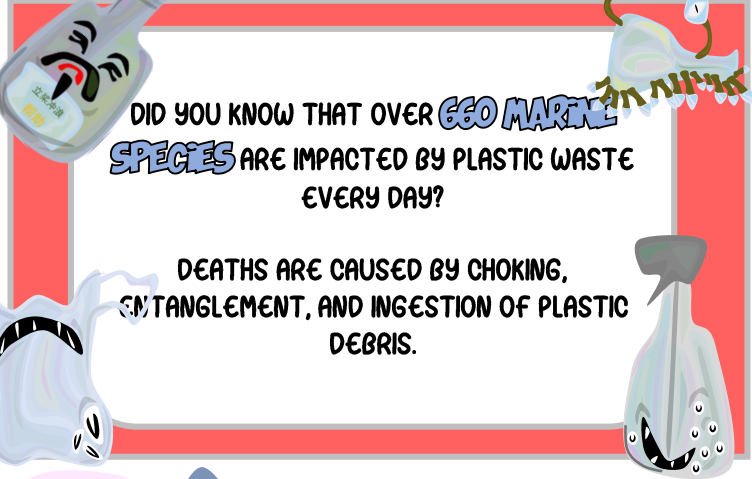 DID YOU KNOW THAT OVER 660 MARINE
SPECIES ARE IMPACTED BY PLASTIC WASTE
EVERY DAY?
DEATHS ARE CAUSED BY CHOKING,
ENTANGLEMENT, AND INGESTION OF PLASTIC
DEBRIS.